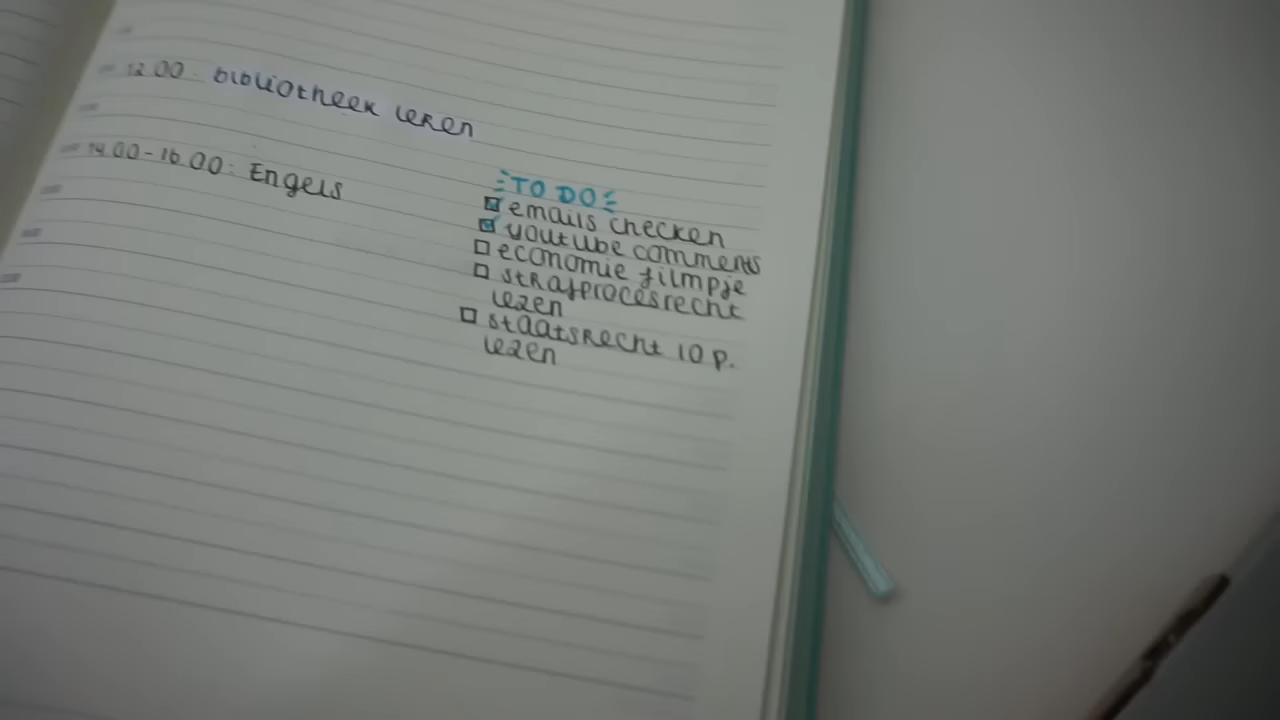 12.00: bibliotheek leren
14.00-16.00: Engels
TO DO
emails checken
youtube comments
economie filmpje
strafprocesrecht
lezen
staatsrecht 10 p.
lezen